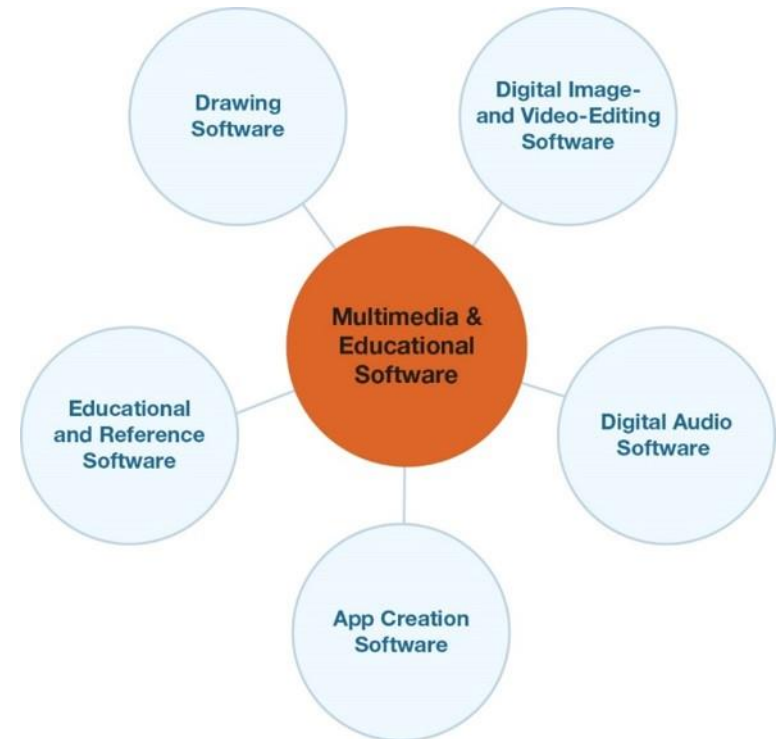 Drawing
Software
Digital Image-
and Video-Editing
Software
Multimedia &
Educational
Software
Educational
and Reference
Software
Digital Audio
Software
App Creation
Software